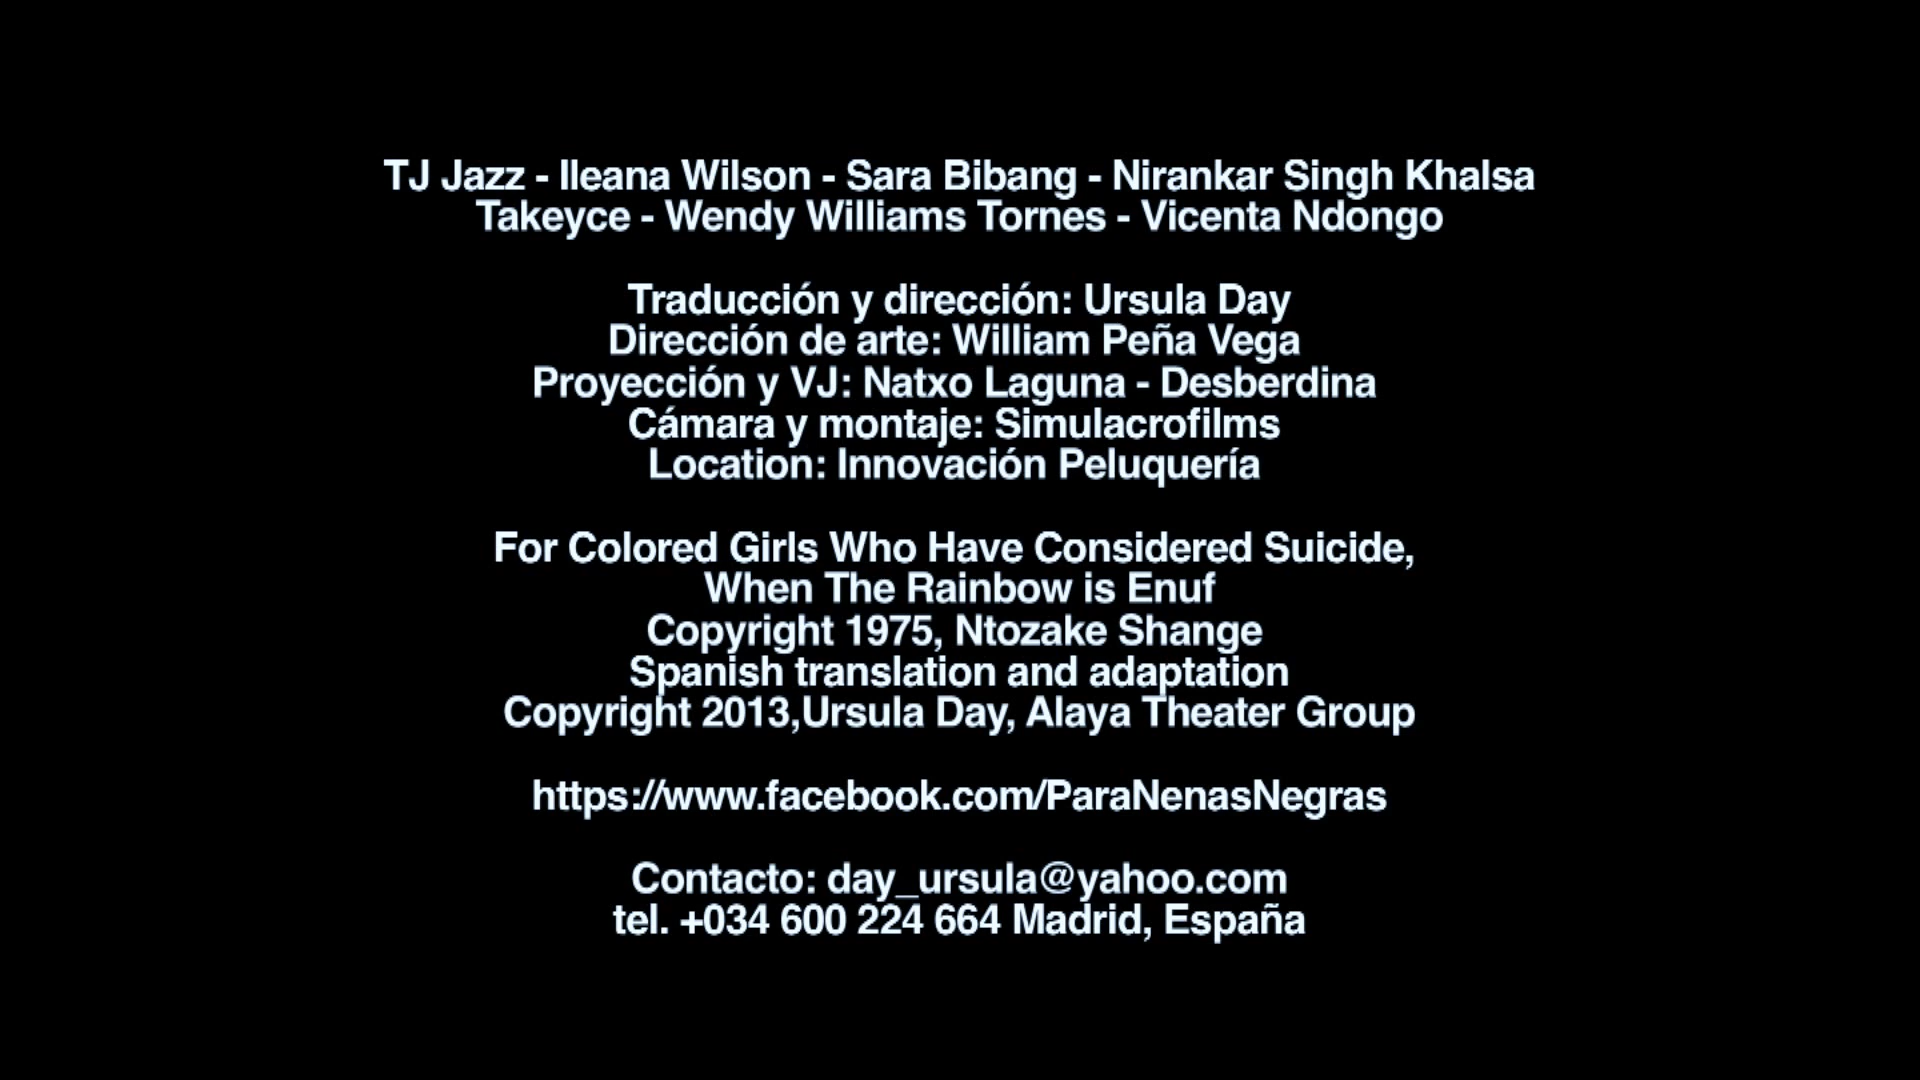 TJ Jazz - Ileana Wilson - Sara Bibang - Nirankar Singh Khalsa
Takeyce - Wendy Williams Tornes - Vicenta Ndongo
Traducción y dirección: Ursula Day
Dirección de arte: William Peña Vega
Proyección y VJ: Natxo Laguna - Desberdina
Cámara y montaje: Simulacrofilms
Location: Innovación Peluquería
For Colored Girls Who Have Considered Suicide,
When The Rainbow is Enuf
Copyright 1975, Ntozake Shange
Spanish translation and adaptation
Copyright 2013,Ursula Day, Alaya Theater Group
https://www.facebook.com/ParaNenasNegras
Contacto: day_ursula@yahoo.com
tel. +034 600 224 664 Madrid, España